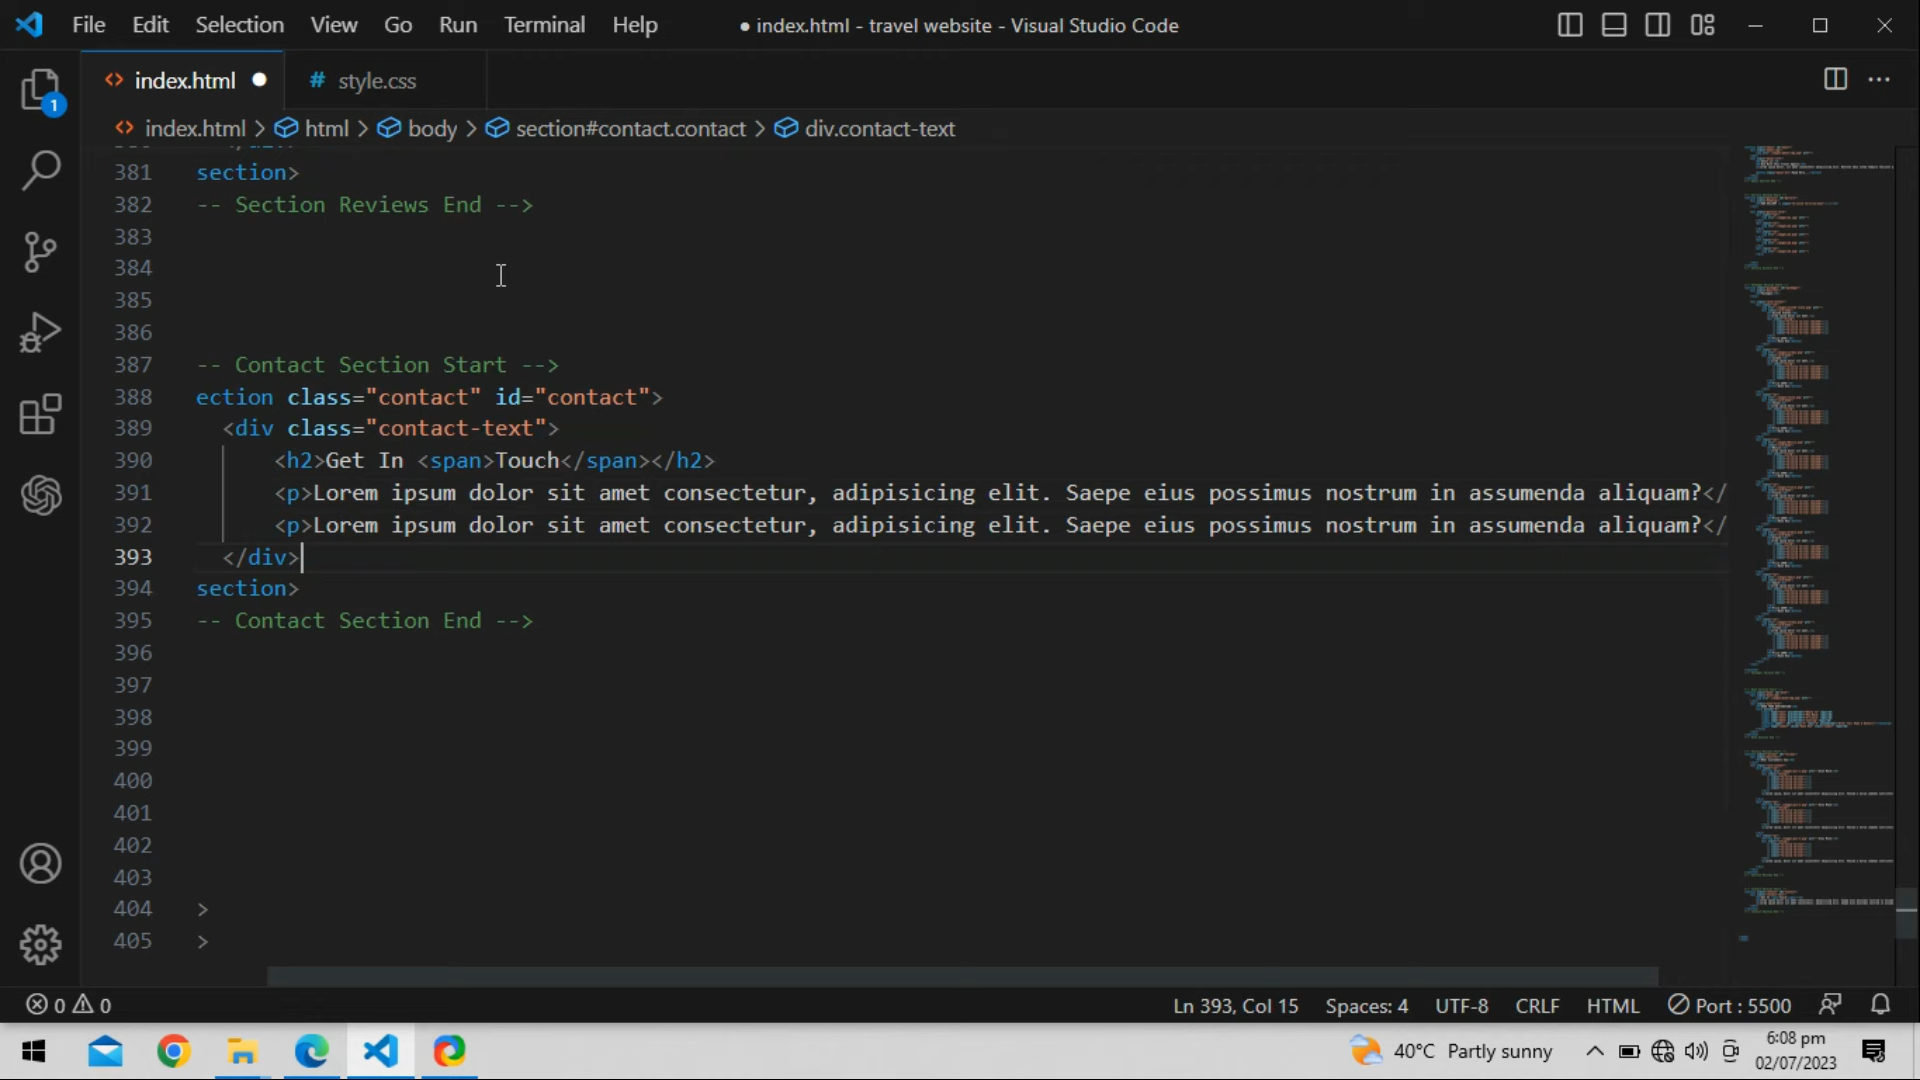 File Edit Selection View Go Run Terminal Help ● index.html - travel website - Visual Studio Code
<> index.html ● # style.css
1
<> index.html > html > body > section#contact.contact > div.contact-text
381 section>
382 -- Section Reviews End -->
383
384
385
386
387 -- Contact Section Start -->
388 ection class="contact" id="contact">
389 <div class="contact-text">
390 <h2>Get In <span>Touch</span></h2>
391 <p>Lorem ipsum dolor sit amet consectetur, adipisicing elit. Saepe eius possimus nostrum in assumenda aliquam?</
392 <p>Lorem ipsum dolor sit amet consectetur, adipisicing elit. Saepe eius possimus nostrum in assumenda aliquam?</
393 </div>
394 section>
395 -- Contact Section End -->
396
397
398
399
400
401
402
403
404 >
405 >
0 0 Ln 393, Col 15 Spaces: 4 UTF-8 CRLF HTML Port : 5500
40°C Partly sunny
6:08 pm
02/07/2023